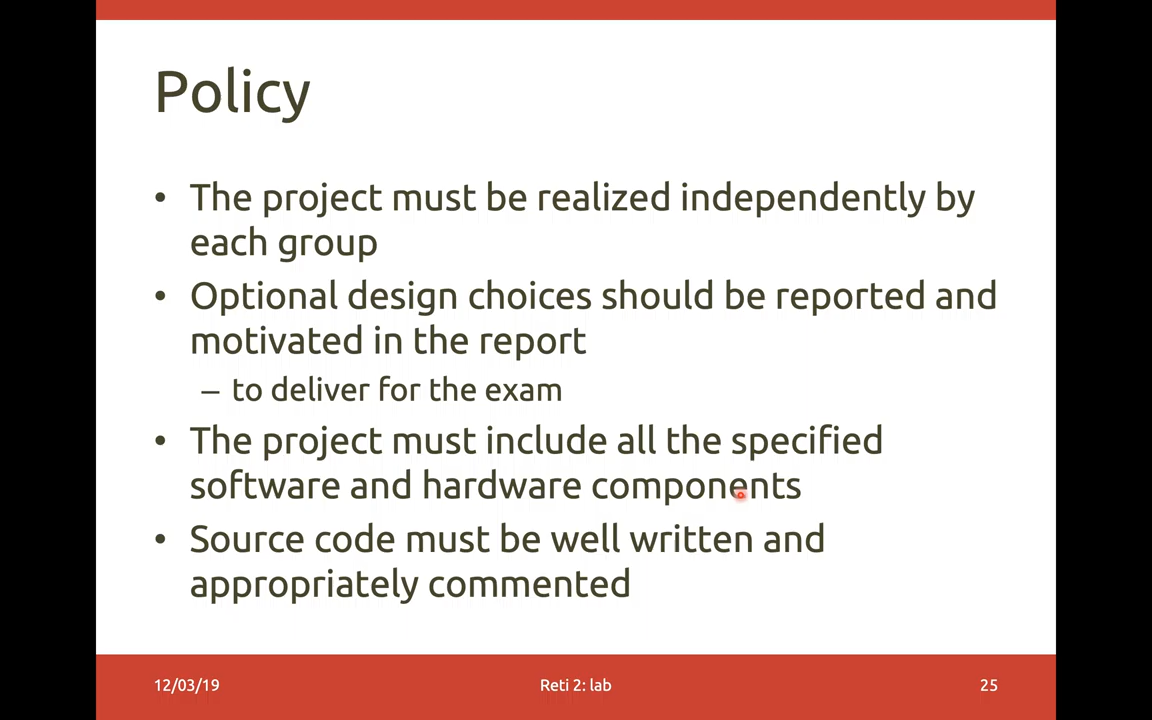 Policy
• The project must be realized independently by
each group
• Optional design choices should be reported and
motivated in the report
– to deliver for the exam
• The project must include all the specified
software and hardware components
• Source code must be well written and
appropriately commented
12/03/19
Reti 2: lab
25